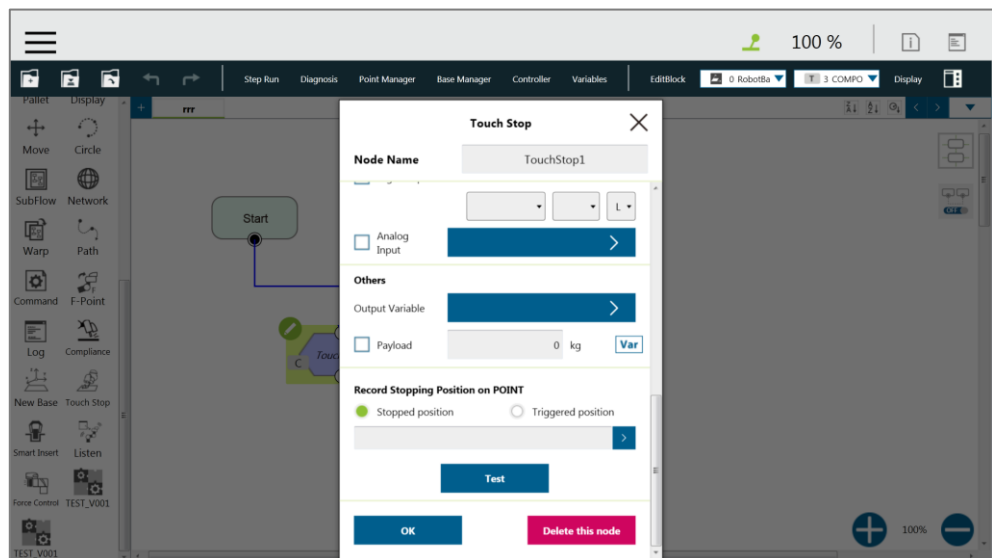 100 %
Step Run Diagnosis Point Manager Base Manager Controller Variables EditBlock 0 RobotBa T 3 COMPO Display
Pallet Display
rrr
Move Circle
SubFlow Network
Warp Path
Command F-Point
Log Compliance
New Base Touch Stop
Smart Insert Listen
Force Control TEST_V001
TEST_V001
Start
C Touc
Touch Stop
Node Name TouchStop1
L
Analog
Input
Others
Output Variable
Payload 0 kg Var
Record Stopping Position on POINT
Stopped position Triggered position
Test
OK Delete this node
100%